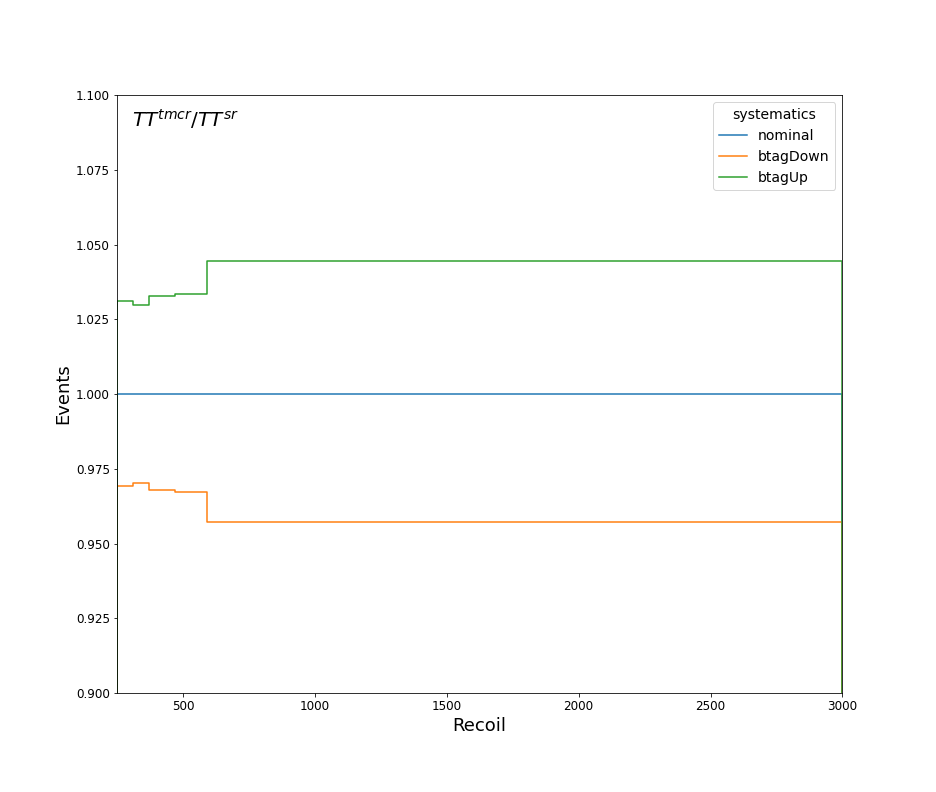 1.100
1.075
1.050
1.025
1.000
0.975
0.950
0.925
0.900
Events
TT^{tmcr}/TT^{sr}
systematics
nominal
btagDown
btagUp
500 1000 1500 2000 2500 3000
Recoil